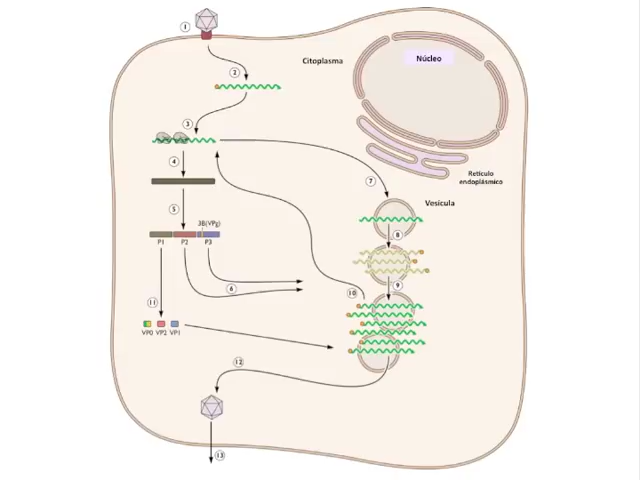 1
Citoplasma
Núcleo
2
3
4
Retículo
endoplásmico
7
5
Vesícula
3B(VPg)
P1 P2 P3
8
6
9
10
11
VP0 VP2 VP1
12
13